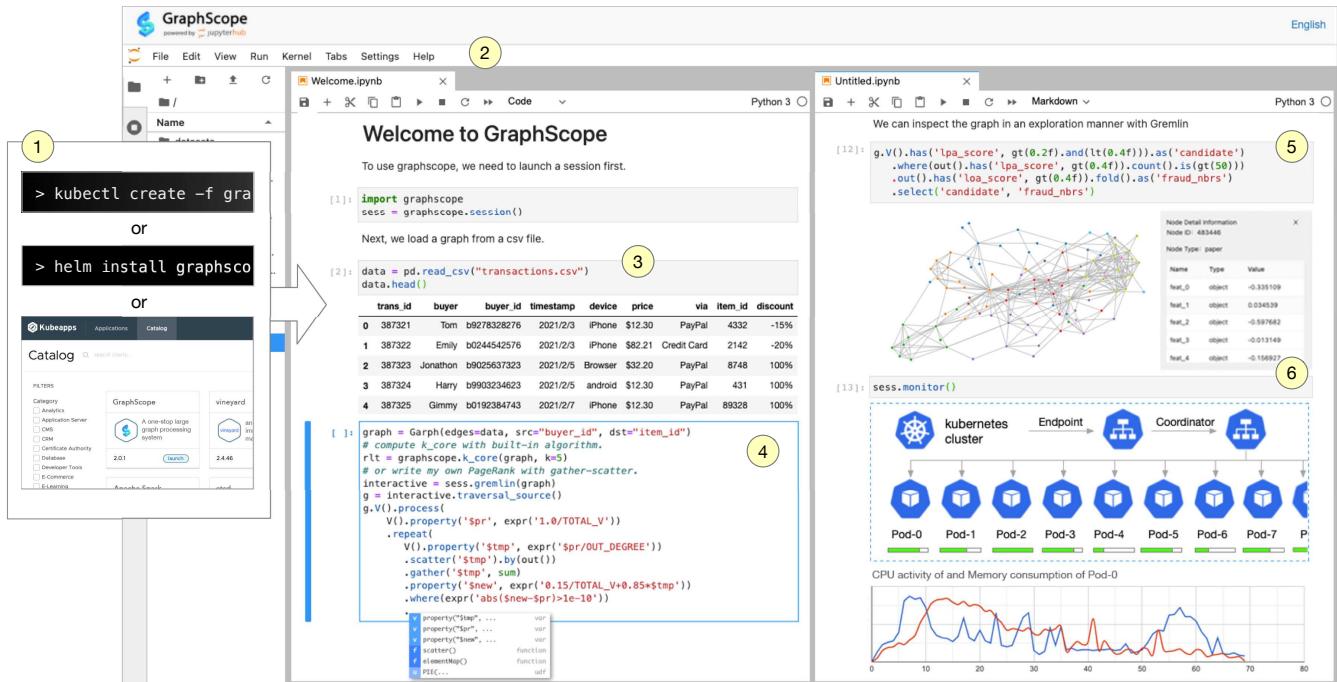 GraphScope
powered by jupyterhub
English
File Edit View Run Kernel Tabs Settings Help
2
/
Name
datasets
1
> kubectl create -f gra
or
> helm install graphsco
or
Kubeapps Applications Catalog
Catalog
FILTERS
Category
Analytics
Application Server
CMS
CRM
Certificate Authority
Database
Developer Tools
E-Commerce
E-Learning
GraphScope
A one-stop large
graph processing
system
2.0.1 launch
vineyard
vineyard
an
in
ma
2.4.46
Apache Spark
etcd
Welcome.ipynb
Code
Python 3
Welcome to GraphScope
To use graphscope, we need to launch a session first.
[1]: import graphscope
sess = graphscope.session()
Next, we load a graph from a csv file.
3
[2]: data = pd.read_csv("transactions.csv")
data.head()
trans_id buyer buyer_id timestamp device price via item_id discount
0 387321 Tom b9278328276 2021/2/3 iPhone $12.30 PayPal 4332 -15%
1 387322 Emily b0244542576 2021/2/3 iPhone $82.21 Credit Card 2142 -20%
2 387323 Jonathon b9025637323 2021/2/5 Browser $32.20 PayPal 8748 100%
3 387324 Harry b9903234623 2021/2/5 android $12.30 PayPal 431 100%
4 387325 Gimmy b0192384743 2021/2/7 iPhone $12.30 PayPal 89328 100%
4
[ ]: graph = Garph(edges=data, src="buyer_id", dst="item_id")
# compute k_core with built-in algorithm.
rlt = graphscope.k_core(graph, k=5)
# or write my own PageRank with gather-scatter.
interactive = sess.gremlin(graph)
g = interactive.traversal_source()
g.V().process(
V().property('$pr', expr('1.0/TOTAL_V'))
.repeat(
V().property('$tmp', expr('$pr/OUT_DEGREE'))
.scatter('$tmp').by(out())
.gather('$tmp', sum)
.property('$new', expr('0.15/TOTAL_V+0.85*$tmp'))
.where(expr('abs($new-$pr)>1e-10'))
.
v property("$tmp", ... var
v property("$pr", ... var
v property("$new", ... var
f scatter() function
f elementMap() function
u PIE(... udf
Untitled.ipynb
Markdown
Python 3
We can inspect the graph in an exploration manner with Gremlin
5
[12]: g.V().has('lpa_score', gt(0.2f).and(lt(0.4f))).as('candidate')
.where(out().has('lpa_score', gt(0.4f)).count().is(gt(50)))
.out().has('loa_score', gt(0.4f)).fold().as('fraud_nbrs')
.select('candidate', 'fraud_nbrs')
Node Detail Information
Node ID: 483446
Node Type: paper
Name Type Value
feat_0 object -0.335109
feat_1 object 0.034539
feat_2 object -0.597682
feat_3 object -0.013149
feat_4 object -0.156927
6
[13]: sess.monitor()
kubernetes
cluster
Endpoint
Coordinator
Pod-0 Pod-1 Pod-2 Pod-3 Pod-4 Pod-5 Pod-6 Pod-7 P
CPU activity of and Memory consumption of Pod-0
0 10 20 30 40 50 60 70 80